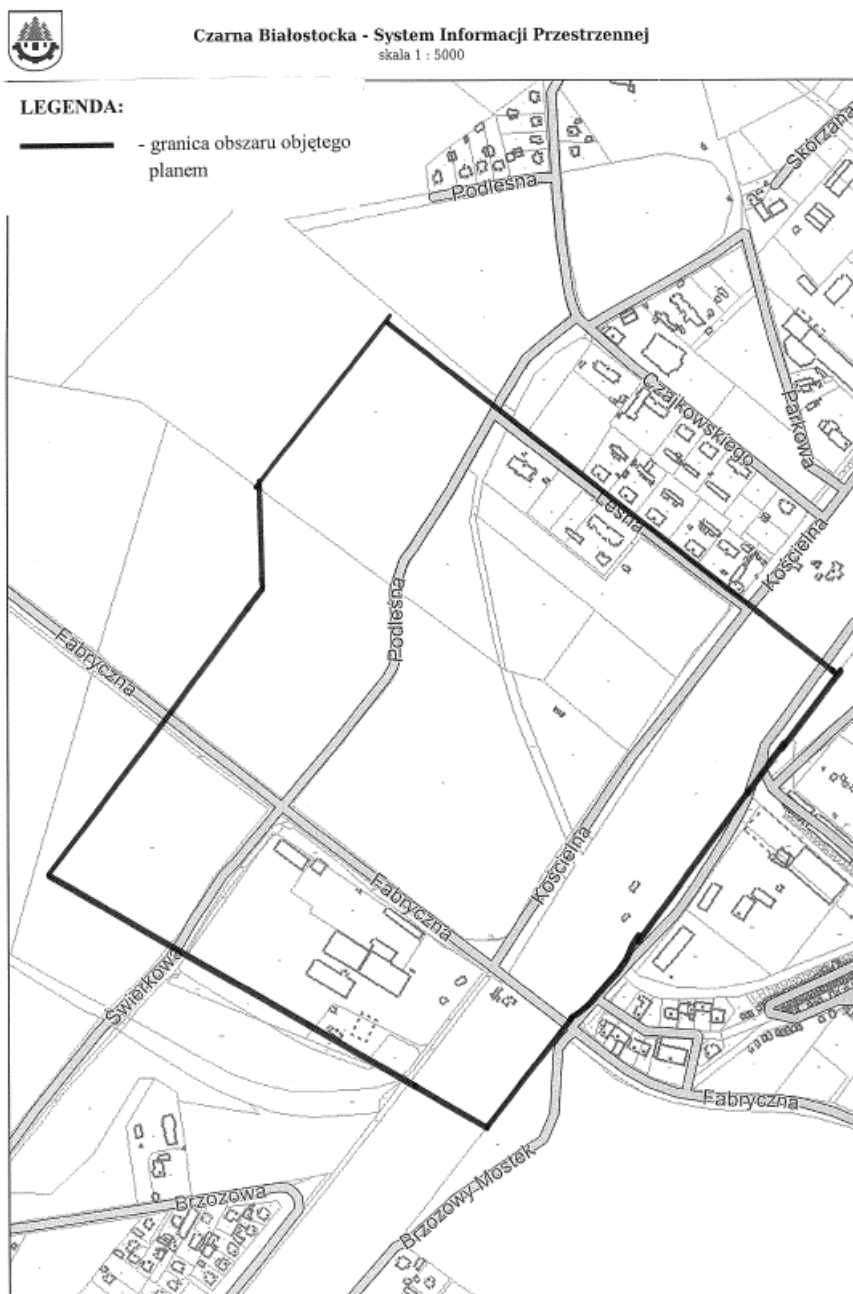 Czarna Białostocka - System Informacji Przestrzennej
skala 1 : 5000
LEGENDA:
- granica obszaru objętego
planem
Skórzana
Podleśna
Czajkowskiego
Parkowa
Leśna
Kościelna
Podleśna
Fabryczna
Kościelna
Fabryczna
Świerkowa
Fabryczna
Brzozowy Mostek
Brzozowa